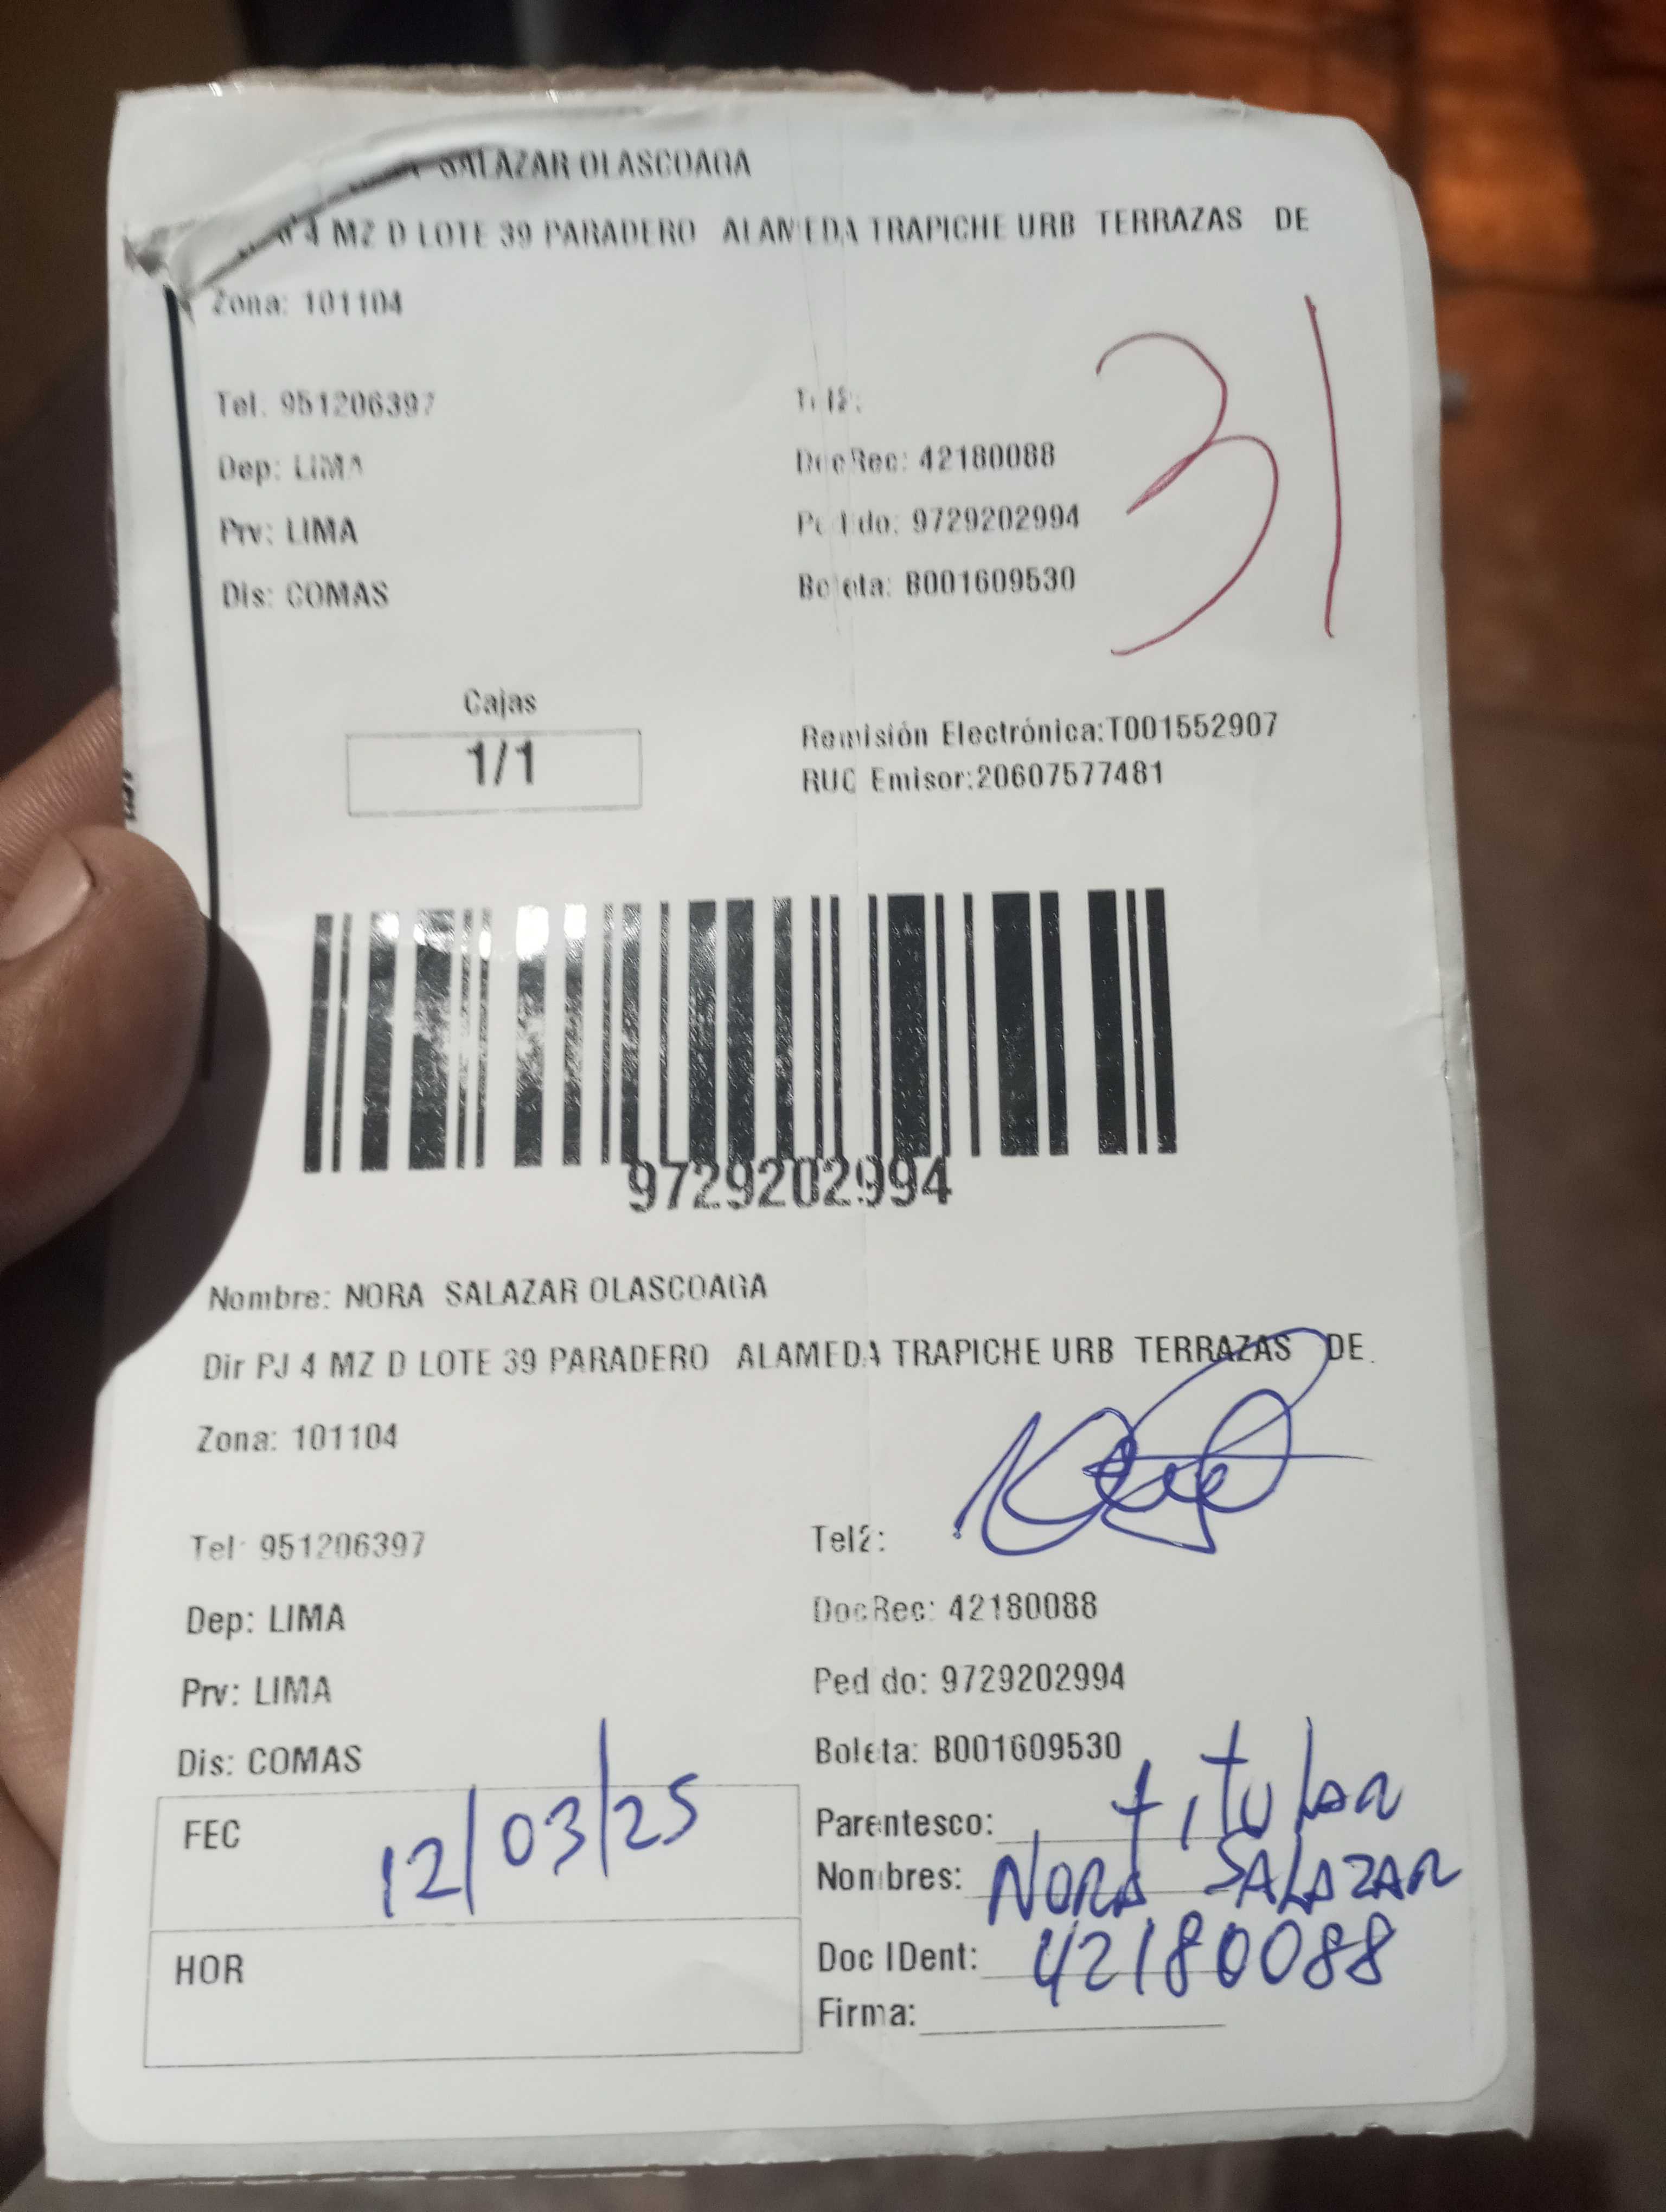 SALAZAR OLASCOAGA
4 MZ D LOTE 39 PARADERO ALAMEDA TRAPICHE URB TERRAZAS DE
Zona: 101104
Tel: 951206397
Tel2:
Dep: LIMA
DocRec: 42180088
Prv: LIMA
Pedido: 9729202994
Dis: COMAS
Boleta: B001609530
31
Cajas
1/1
Remisión Electrónica:T001552907
RUC Emisor:20607577481
9729202994
Nombre: NORA SALAZAR OLASCOAGA
Dir PJ 4 MZ D LOTE 39 PARADERO ALAMEDA TRAPICHE URB TERRAZAS DE
Zona: 101104
Tel: 951206397
Tel2:
Dep: LIMA
DocRec: 42180088
Prv: LIMA
Pedido: 9729202994
Dis: COMAS
Boleta: B001609530
FEC 12/03/25
Parentesco: titular
Nombres: NORA SALAZAR
HOR
Doc IDent: 42180088
Firma: